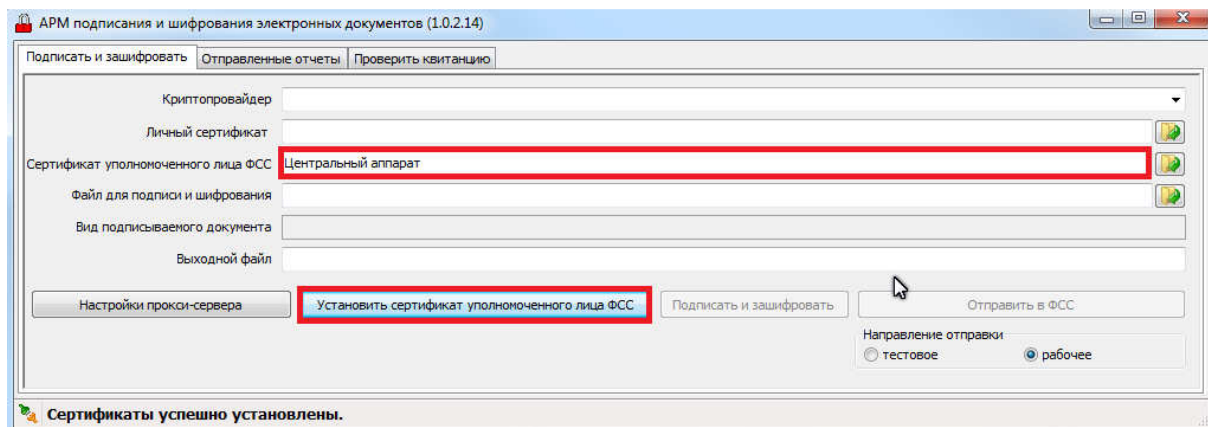 АРМ подписания и шифрования электронных документов (1.0.2.14)
Подписать и зашифровать Отправленные отчеты Проверить квитанцию
Криптопровайдер
Личный сертификат
Сертификат уполномоченного лица ФСС Центральный аппарат
Файл для подписи и шифрования
Вид подписываемого документа
Выходной файл
Настройки прокси-сервера Установить сертификат уполномоченного лица ФСС Подписать и зашифровать Отправить в ФСС
Направление отправки
тестовое рабочее
Сертификаты успешно установлены.